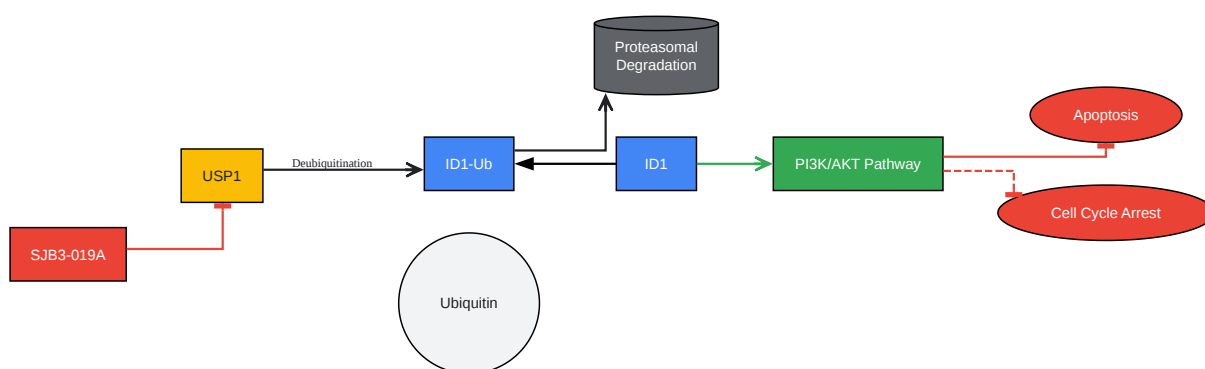 Proteasomal
Degradation
Apoptosis
Deubiquitination
USP1
ID1-Ub
ID1
PI3K/AKT Pathway
Cell Cycle Arrest
SJB3-019A
Ubiquitin